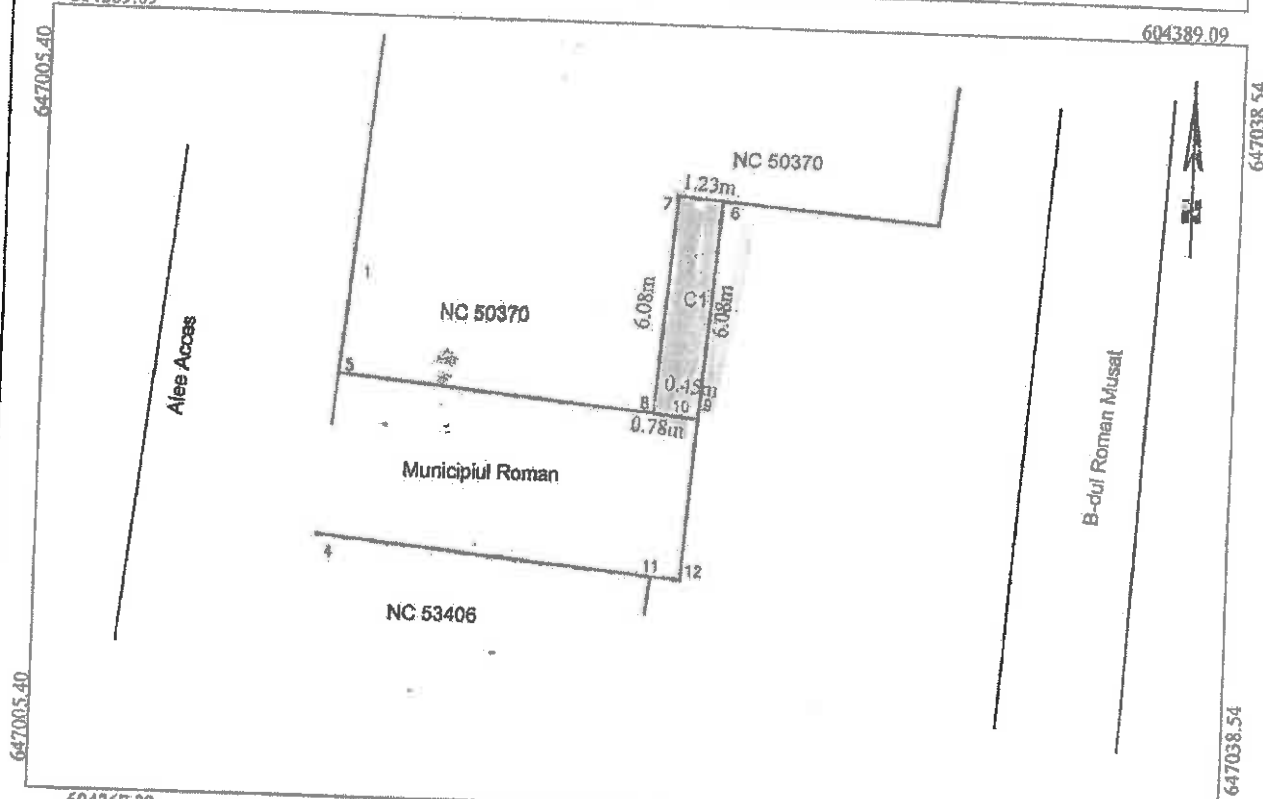 604389.09
647005.40
647038.54
NC 50370
1.23m
7
6
1
6.08m
C1
6.08m
NC 50370
Alee Acces
5
0.45m
8
10
9
0.78m
B-dul Roman Musat
Municipiul Roman
4
11
12
NC 53406
647005.40
647038.54